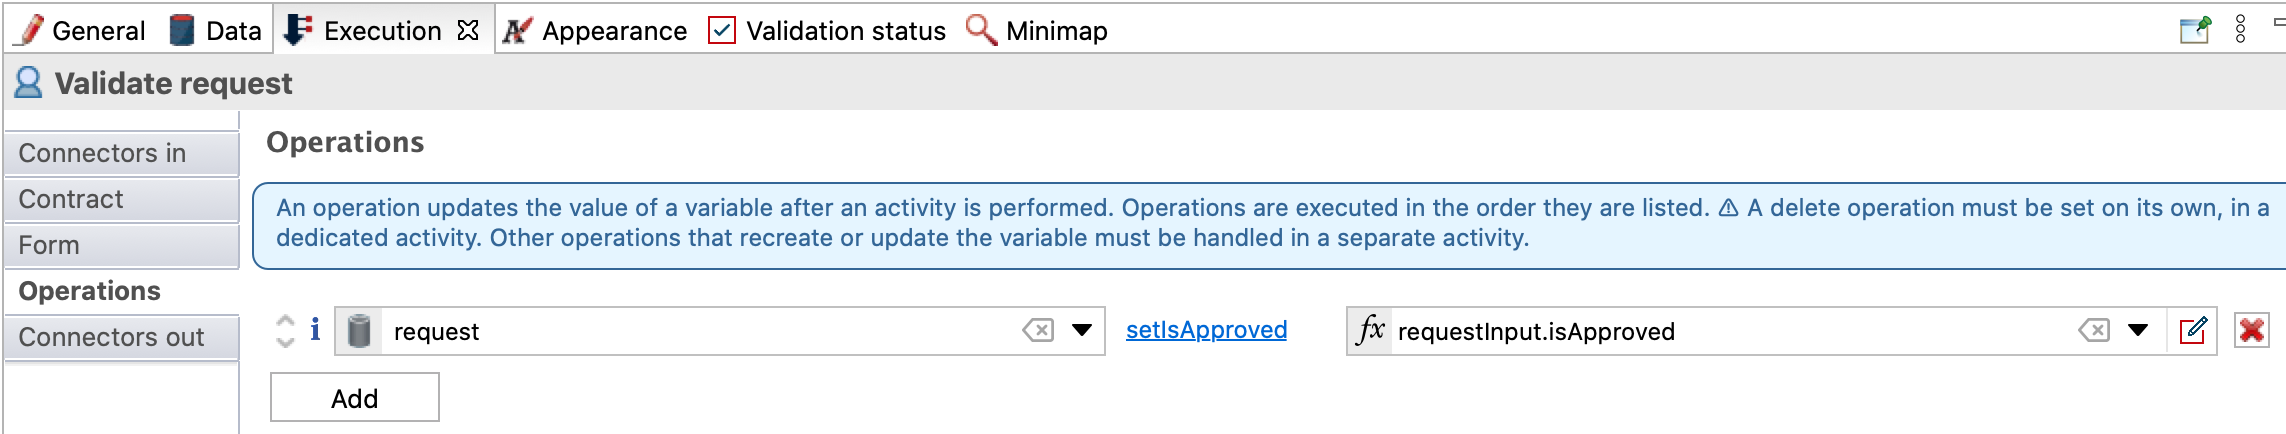 General Data Execution Appearance Validation status Minimap
Validate request
Connectors in
Contract
Form
Operations
Connectors out
Operations
An operation updates the value of a variable after an activity is performed. Operations are executed in the order they are listed. ⚠ A delete operation must be set on its own, in a
dedicated activity. Other operations that recreate or update the variable must be handled in a separate activity.
i request setIsApproved fx requestInput.isApproved
Add